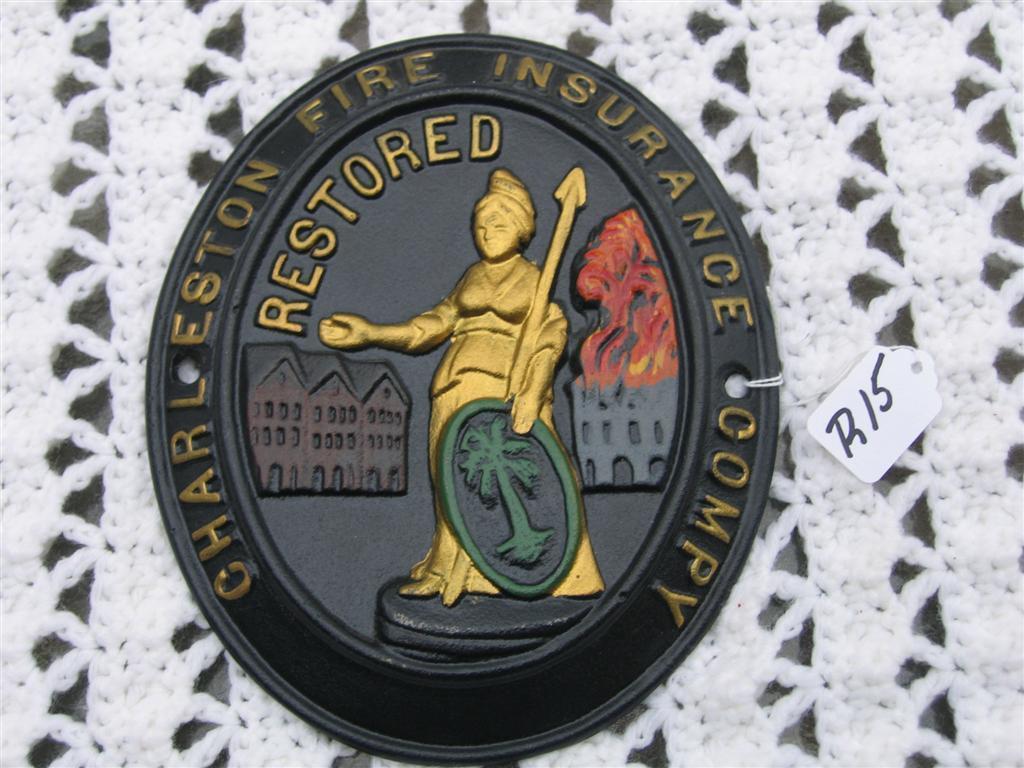 CHARLESTON FIRE INSURANCE COMPY
RESTORED
R15